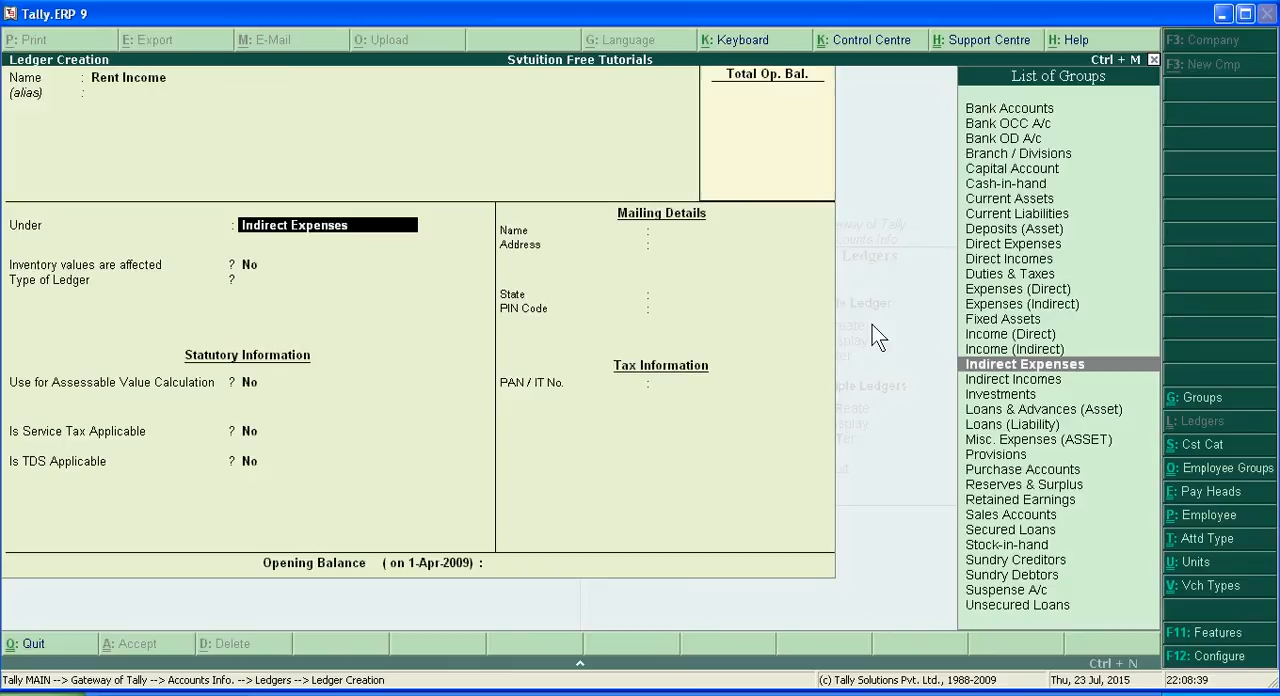 Tally.ERP 9
P: Print E: Export M: E-Mail O: Upload G: Language K: Keyboard K: Control Centre H: Support Centre H: Help F3: Company
Ledger Creation Svtuition Free Tutorials Ctrl + M
F3: New Cmp
Name : Rent Income
(alias) :
Total Op. Bal.
Under : Indirect Expenses
Inventory values are affected ? No
Type of Ledger ?
Statutory Information
Use for Assessable Value Calculation ? No
Is Service Tax Applicable ? No
Is TDS Applicable ? No
Mailing Details
Name :
Address :
State :
PIN Code :
Tax Information
PAN / IT No. :
Opening Balance ( on 1-Apr-2009) :
Ledgers
List of Groups
Bank Accounts
Bank OCC A/c
Bank OD A/c
Branch / Divisions
Capital Account
Cash-in-hand
Current Assets
Current Liabilities
Deposits (Asset)
Direct Expenses
Direct Incomes
Duties & Taxes
Expenses (Direct)
Expenses (Indirect)
Fixed Assets
Income (Direct)
Income (Indirect)
Indirect Expenses
Indirect Incomes
Investments
Loans & Advances (Asset)
Loans (Liability)
Misc. Expenses (ASSET)
Provisions
Purchase Accounts
Reserves & Surplus
Retained Earnings
Sales Accounts
Secured Loans
Stock-in-hand
Sundry Creditors
Sundry Debtors
Suspense A/c
Unsecured Loans
G: Groups
L: Ledgers
S: Cst Cat
O: Employee Groups
E: Pay Heads
P: Employee
T: Attd Type
U: Units
V: Vch Types
F11: Features
F12: Configure
Q: Quit A: Accept D: Delete
Ctrl + N
Tally MAIN --> Gateway of Tally --> Accounts Info. --> Ledgers --> Ledger Creation (c) Tally Solutions Pvt. Ltd., 1988-2009 Thu, 23 Jul, 2015 22:08:39